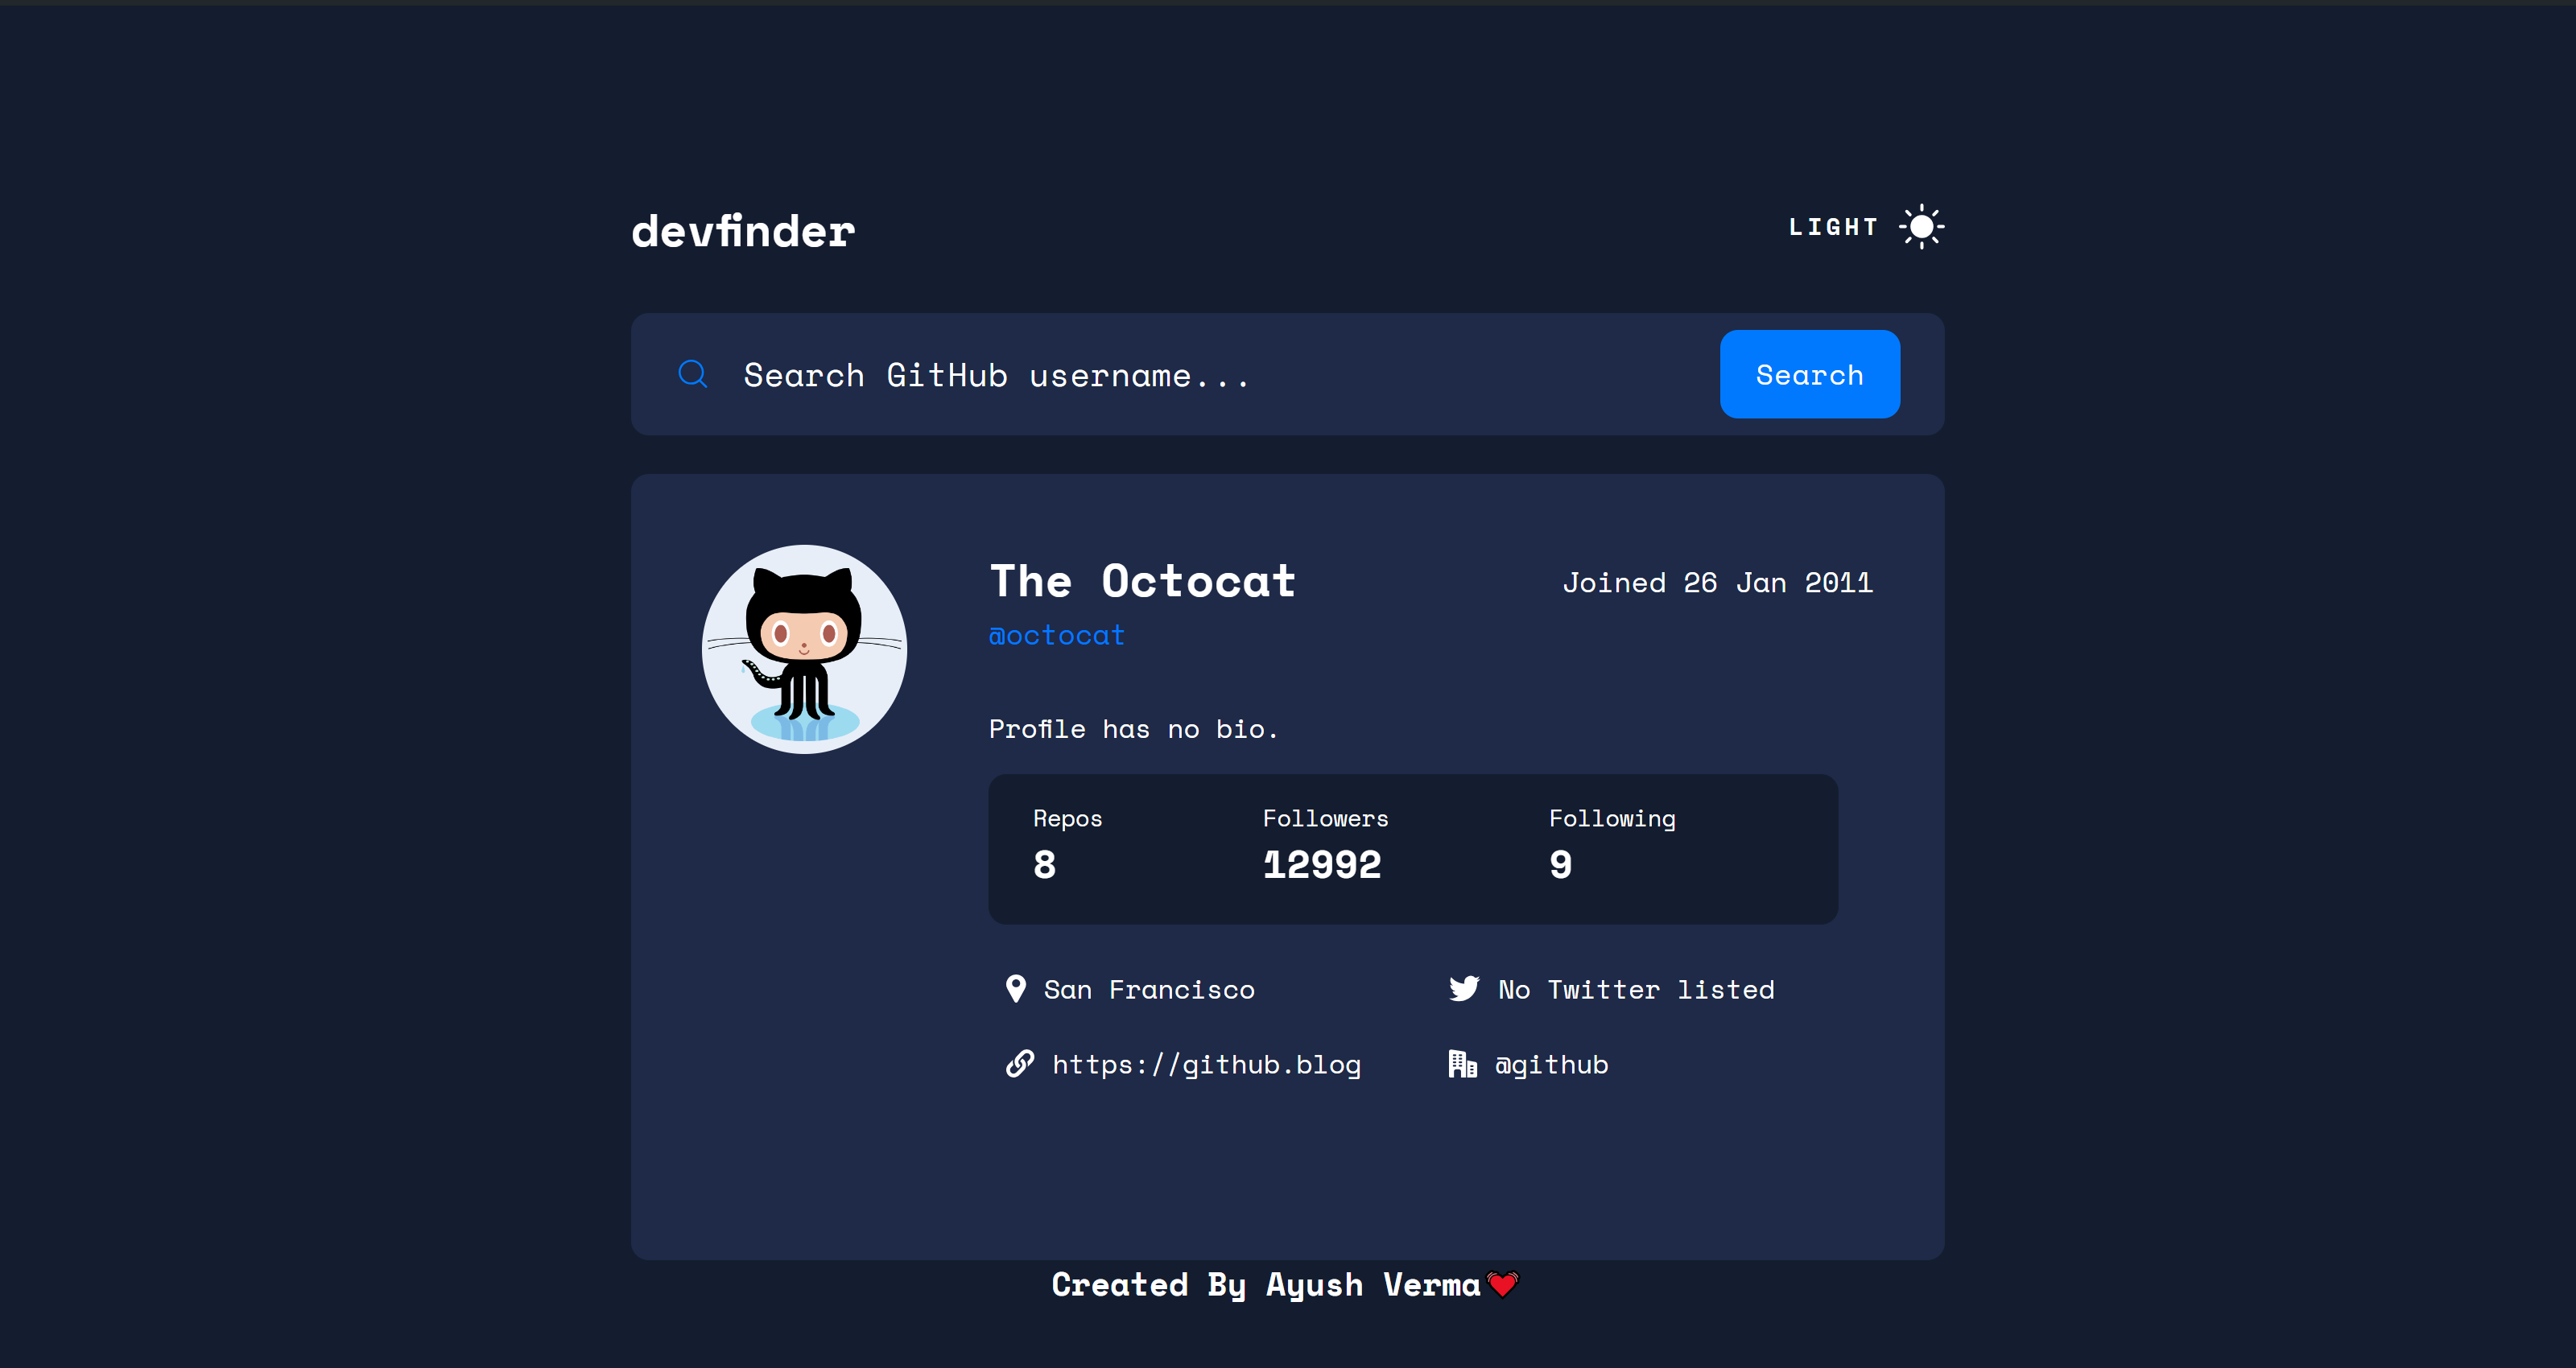 devfinder
LIGHT
Search GitHub username...
Search
The Octocat
Joined 26 Jan 2011
@octocat
Profile has no bio.
Repos Followers Following
8 12992 9
San Francisco
No Twitter listed
https://github.blog
@github
Created By Ayush Verma💓